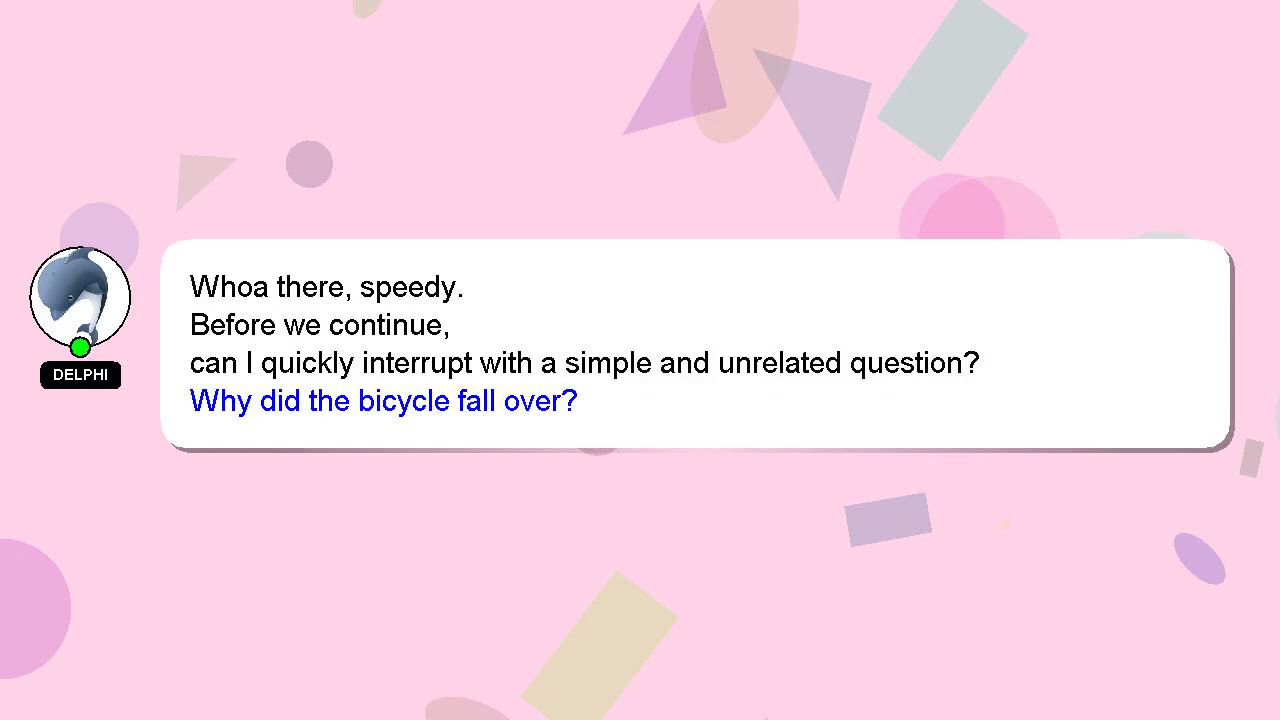 Whoa there, speedy.
Before we continue,
can I quickly interrupt with a simple and unrelated question?
Why did the bicycle fall over?
DELPHI